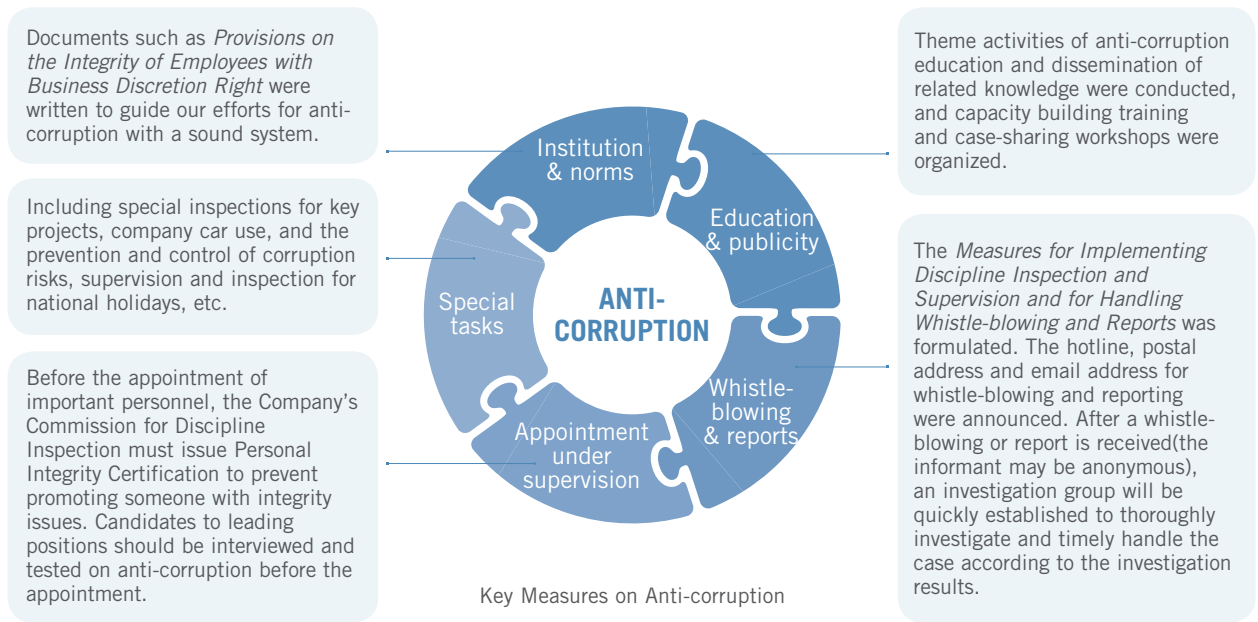 Documents such as Provisions on
the Integrity of Employees with
Business Discretion Right were
written to guide our efforts for anti-
corruption with a sound system.
Including special inspections for key
projects, company car use, and the
prevention and control of corruption
risks, supervision and inspection for
national holidays, etc.
Before the appointment of
important personnel, the Company's
Commission for Discipline
Inspection must issue Personal
Integrity Certification to prevent
promoting someone with integrity
issues. Candidates to leading
positions should be interviewed and
tested on anti-corruption before the
appointment.
Institution
& norms
Education
& publicity
Special
tasks
ANTI-
CORRUPTION
Whistle-
blowing
& reports
Appointment
under
supervision
Key Measures on Anti-corruption
Theme activities of anti-corruption
education and dissemination of
related knowledge were conducted,
and capacity building training
and case-sharing workshops were
organized.
The Measures for Implementing
Discipline Inspection and
Supervision and for Handling
Whistle-blowing and Reports was
formulated. The hotline, postal
address and email address for
whistle-blowing and reporting
were announced. After a whistle-
blowing or report is received(the
informant may be anonymous),
an investigation group will be
quickly established to thoroughly
investigate and timely handle the
case according to the investigation
results.